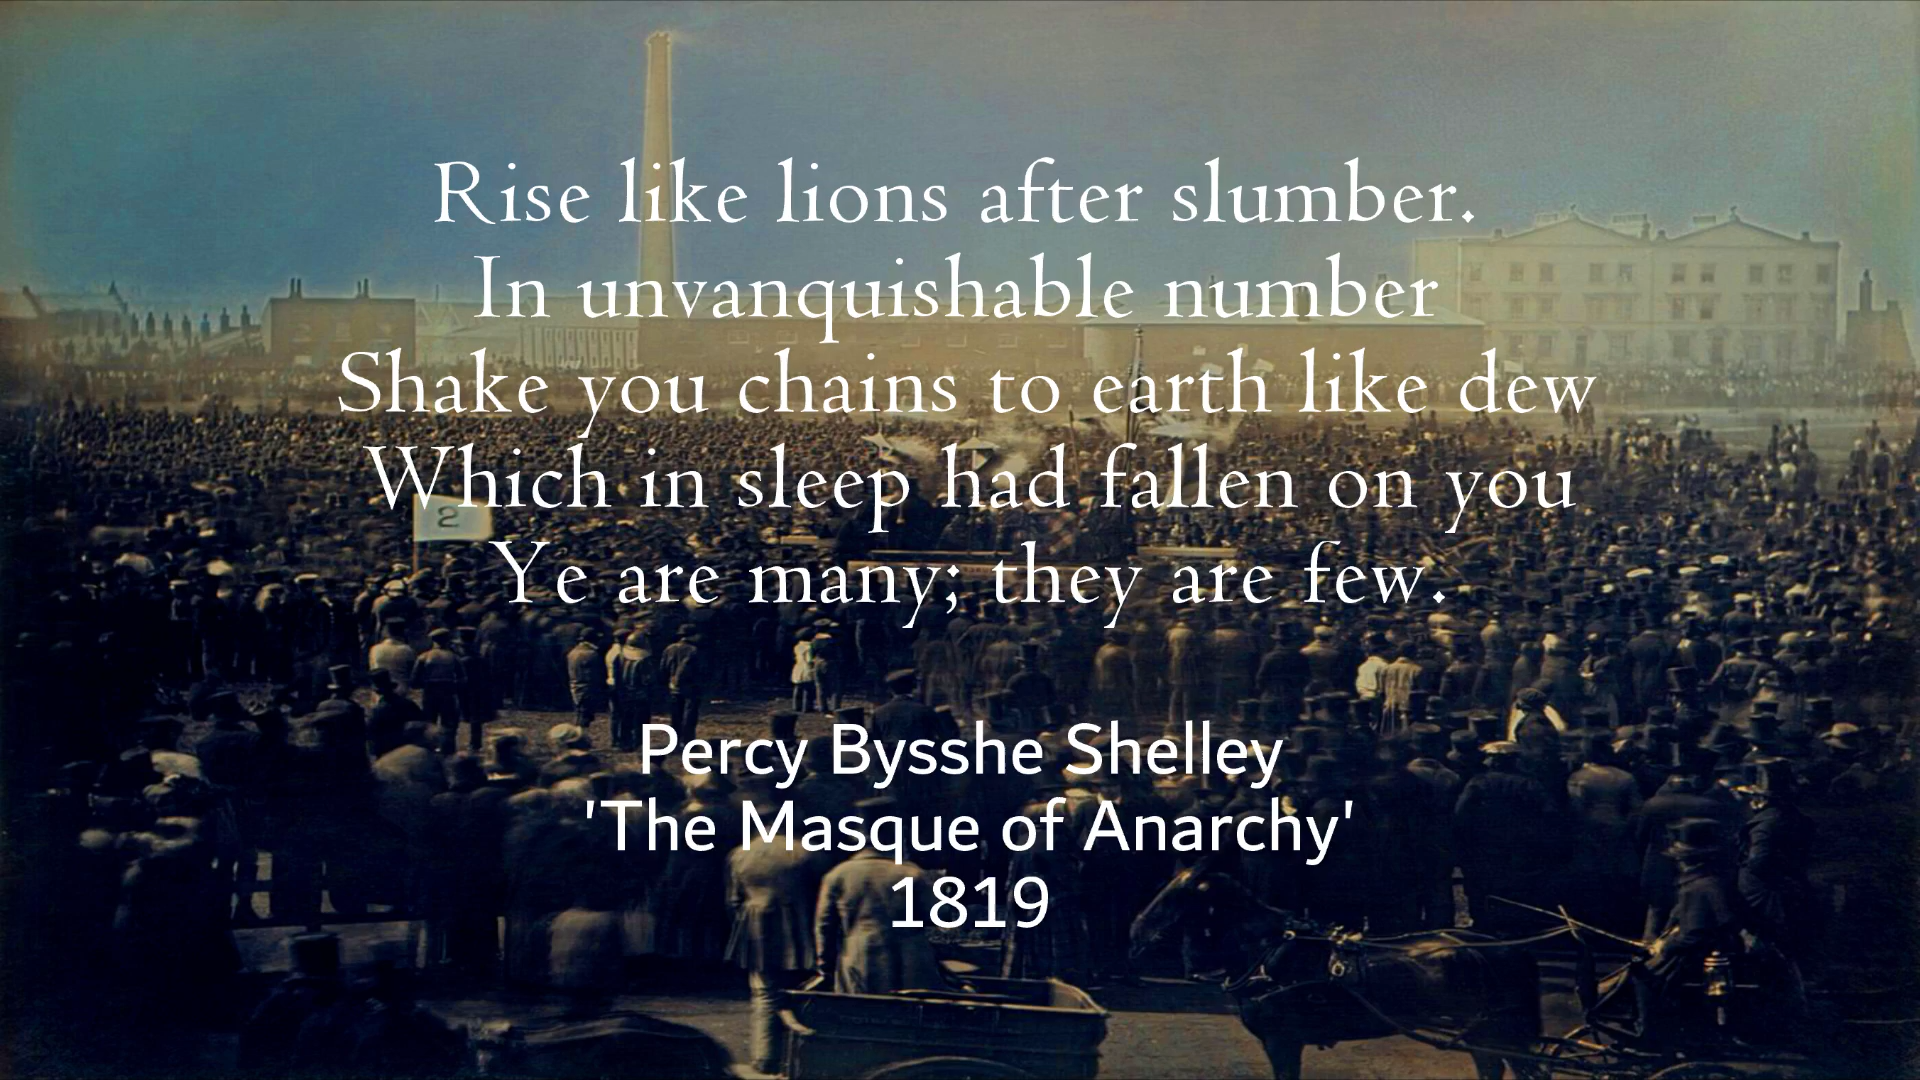 Rise like lions after slumber.
In unvanquishable number
Shake you chains to earth like dew
Which in sleep had fallen on you
Ye are many; they are few.
2
Percy Bysshe Shelley
'The Masque of Anarchy'
1819